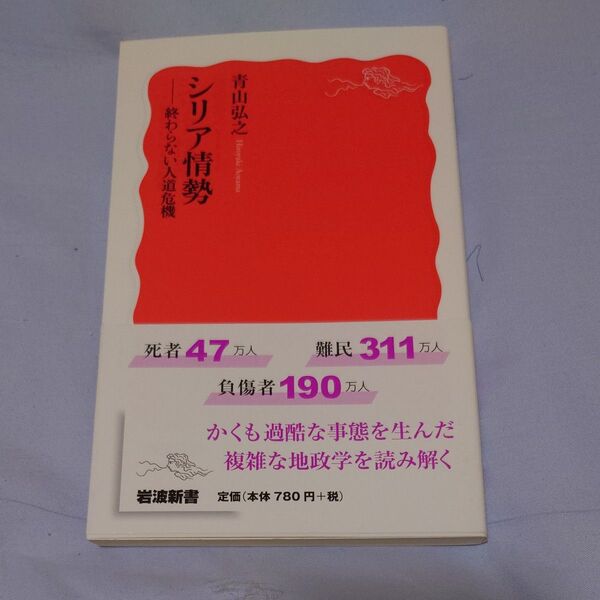 青山弘之
Hiroyuki Aoyama
シリア情勢
──終わらない人道危機
死者47万人
難民311万人
負傷者190万人
かくも過酷な事態を生んだ
複雑な地政学を読み解く
岩波新書
定価(本体 780円+税)